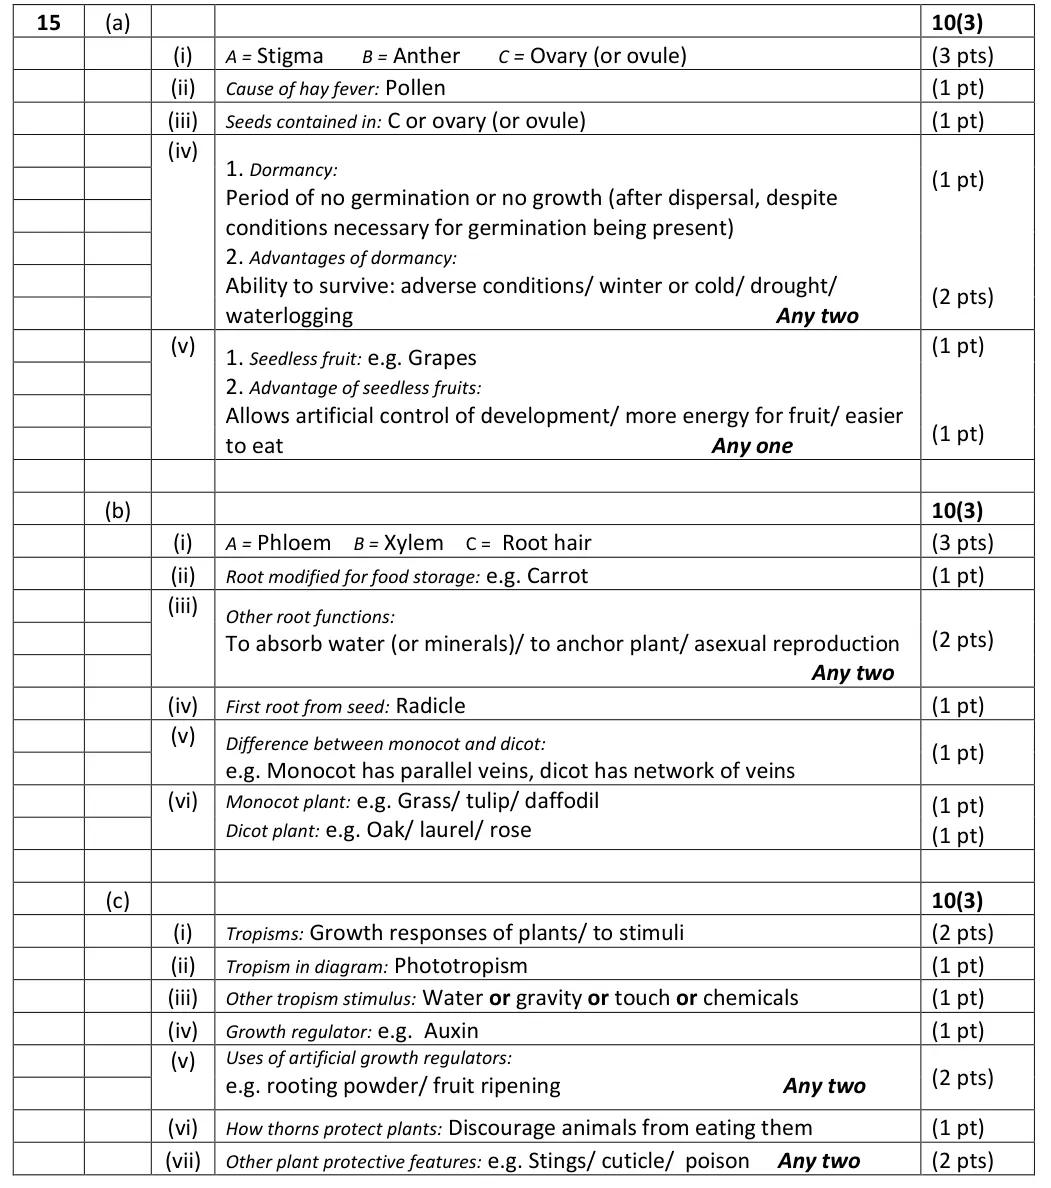 15 (a) 10(3)
(i) A = Stigma B = Anther C = Ovary (or ovule) (3 pts)
(ii) Cause of hay fever: Pollen (1 pt)
(iii) Seeds contained in: C or ovary (or ovule) (1 pt)
(iv)
1. Dormancy: (1 pt)
Period of no germination or no growth (after dispersal, despite
conditions necessary for germination being present)
2. Advantages of dormancy:
Ability to survive: adverse conditions/ winter or cold/ drought/ (2 pts)
waterlogging Any two
(v) (1 pt)
1. Seedless fruit: e.g. Grapes
2. Advantage of seedless fruits:
Allows artificial control of development/ more energy for fruit/ easier
to eat Any one (1 pt)
(b) 10(3)
(i) A = Phloem B = Xylem C = Root hair (3 pts)
(ii) Root modified for food storage: e.g. Carrot (1 pt)
(iii)
Other root functions:
To absorb water (or minerals)/ to anchor plant/ asexual reproduction (2 pts)
Any two
(iv) First root from seed: Radicle (1 pt)
(v)
Difference between monocot and dicot: (1 pt)
e.g. Monocot has parallel veins, dicot has network of veins
(vi) Monocot plant: e.g. Grass/ tulip/ daffodil (1 pt)
Dicot plant: e.g. Oak/ laurel/ rose (1 pt)
(c) 10(3)
(i) Tropisms: Growth responses of plants/ to stimuli (2 pts)
(ii) Tropism in diagram: Phototropism (1 pt)
(iii) Other tropism stimulus: Water or gravity or touch or chemicals (1 pt)
(iv) Growth regulator: e.g. Auxin (1 pt)
(v) Uses of artificial growth regulators:
e.g. rooting powder/ fruit ripening Any two (2 pts)
(vi) How thorns protect plants: Discourage animals from eating them (1 pt)
(vii) Other plant protective features: e.g. Stings/ cuticle/ poison Any two (2 pts)